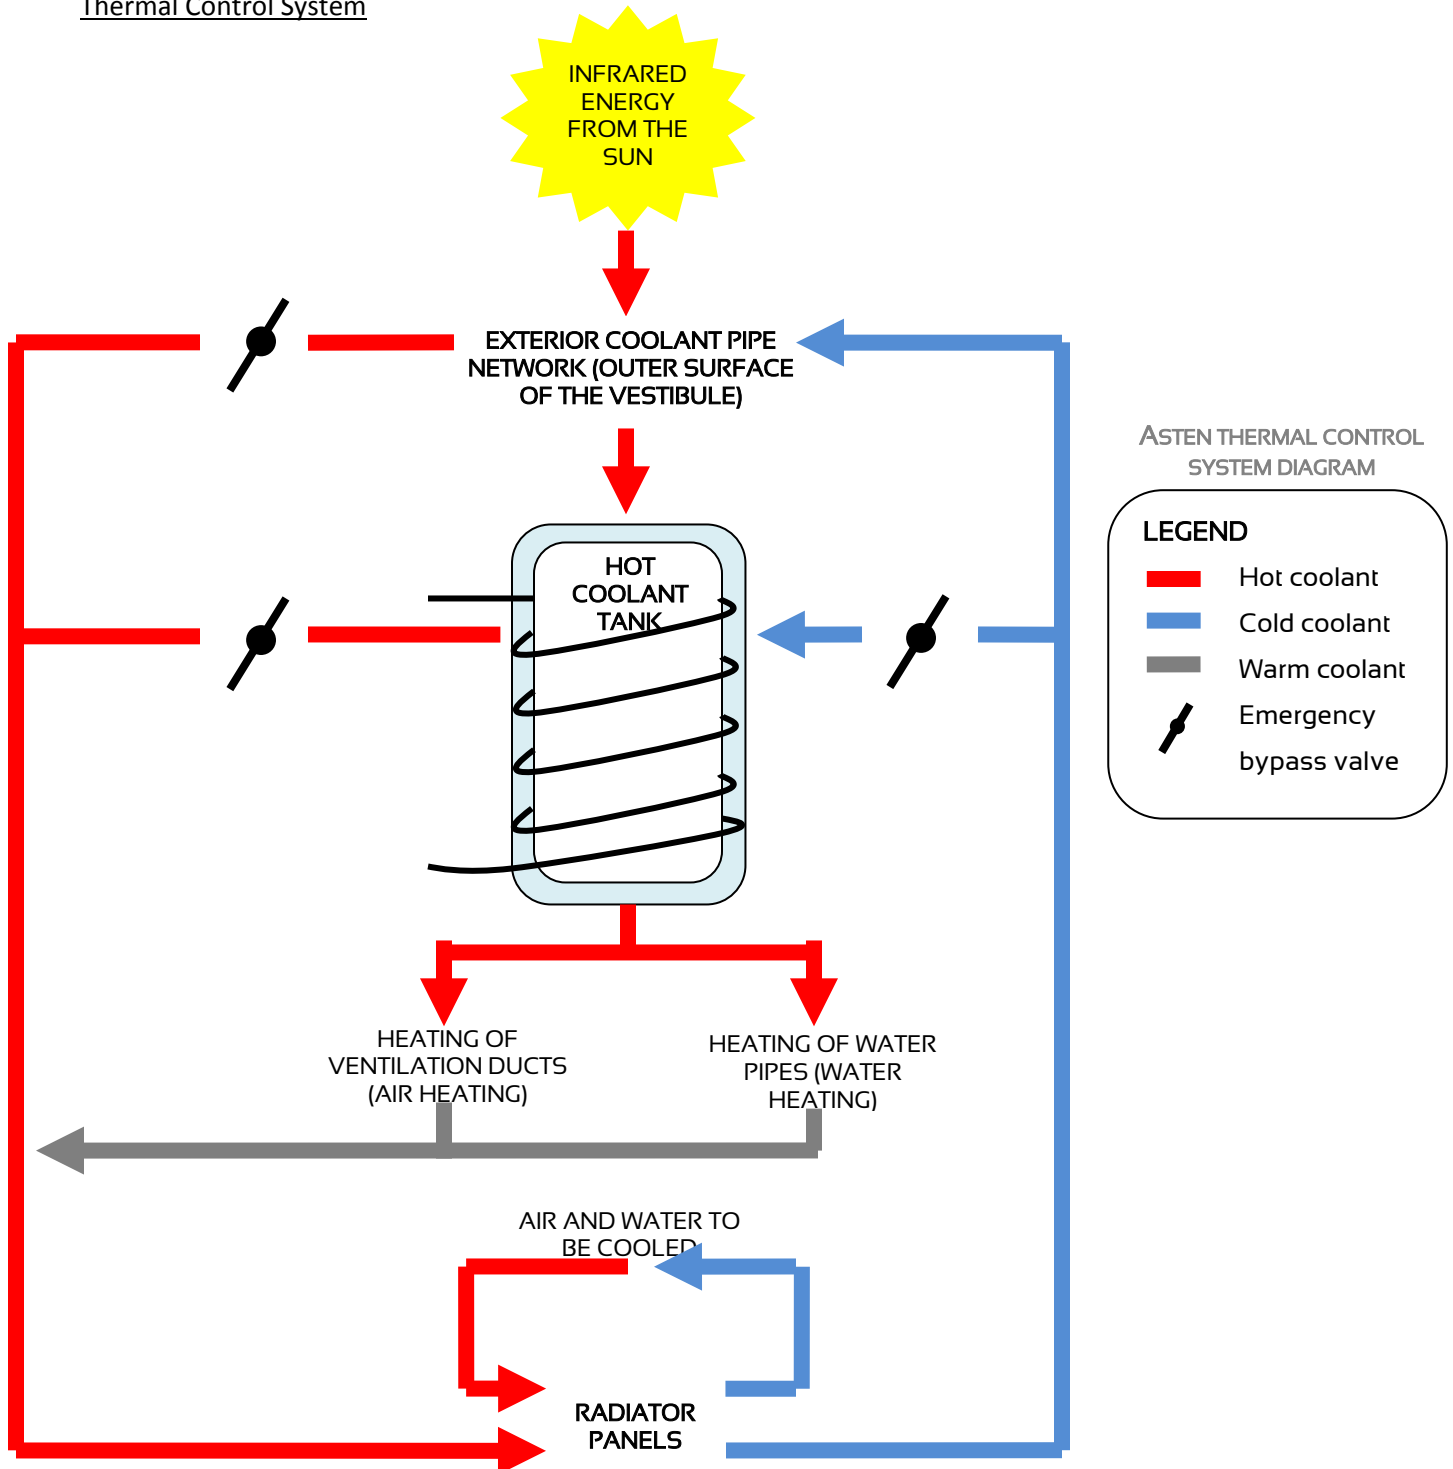 Thermal Control System
INFRARED
ENERGY
FROM THE
SUN
EXTERIOR COOLANT PIPE
NETWORK (OUTER SURFACE
OF THE VESTIBULE)
ASTEN THERMAL CONTROL
SYSTEM DIAGRAM
LEGEND
Hot coolant
Cold coolant
Warm coolant
Emergency
bypass valve
HOT
COOLANT
TANK
HEATING OF
VENTILATION DUCTS
(AIR HEATING)
HEATING OF WATER
PIPES (WATER
HEATING)
AIR AND WATER TO
BE COOLED
RADIATOR
PANELS